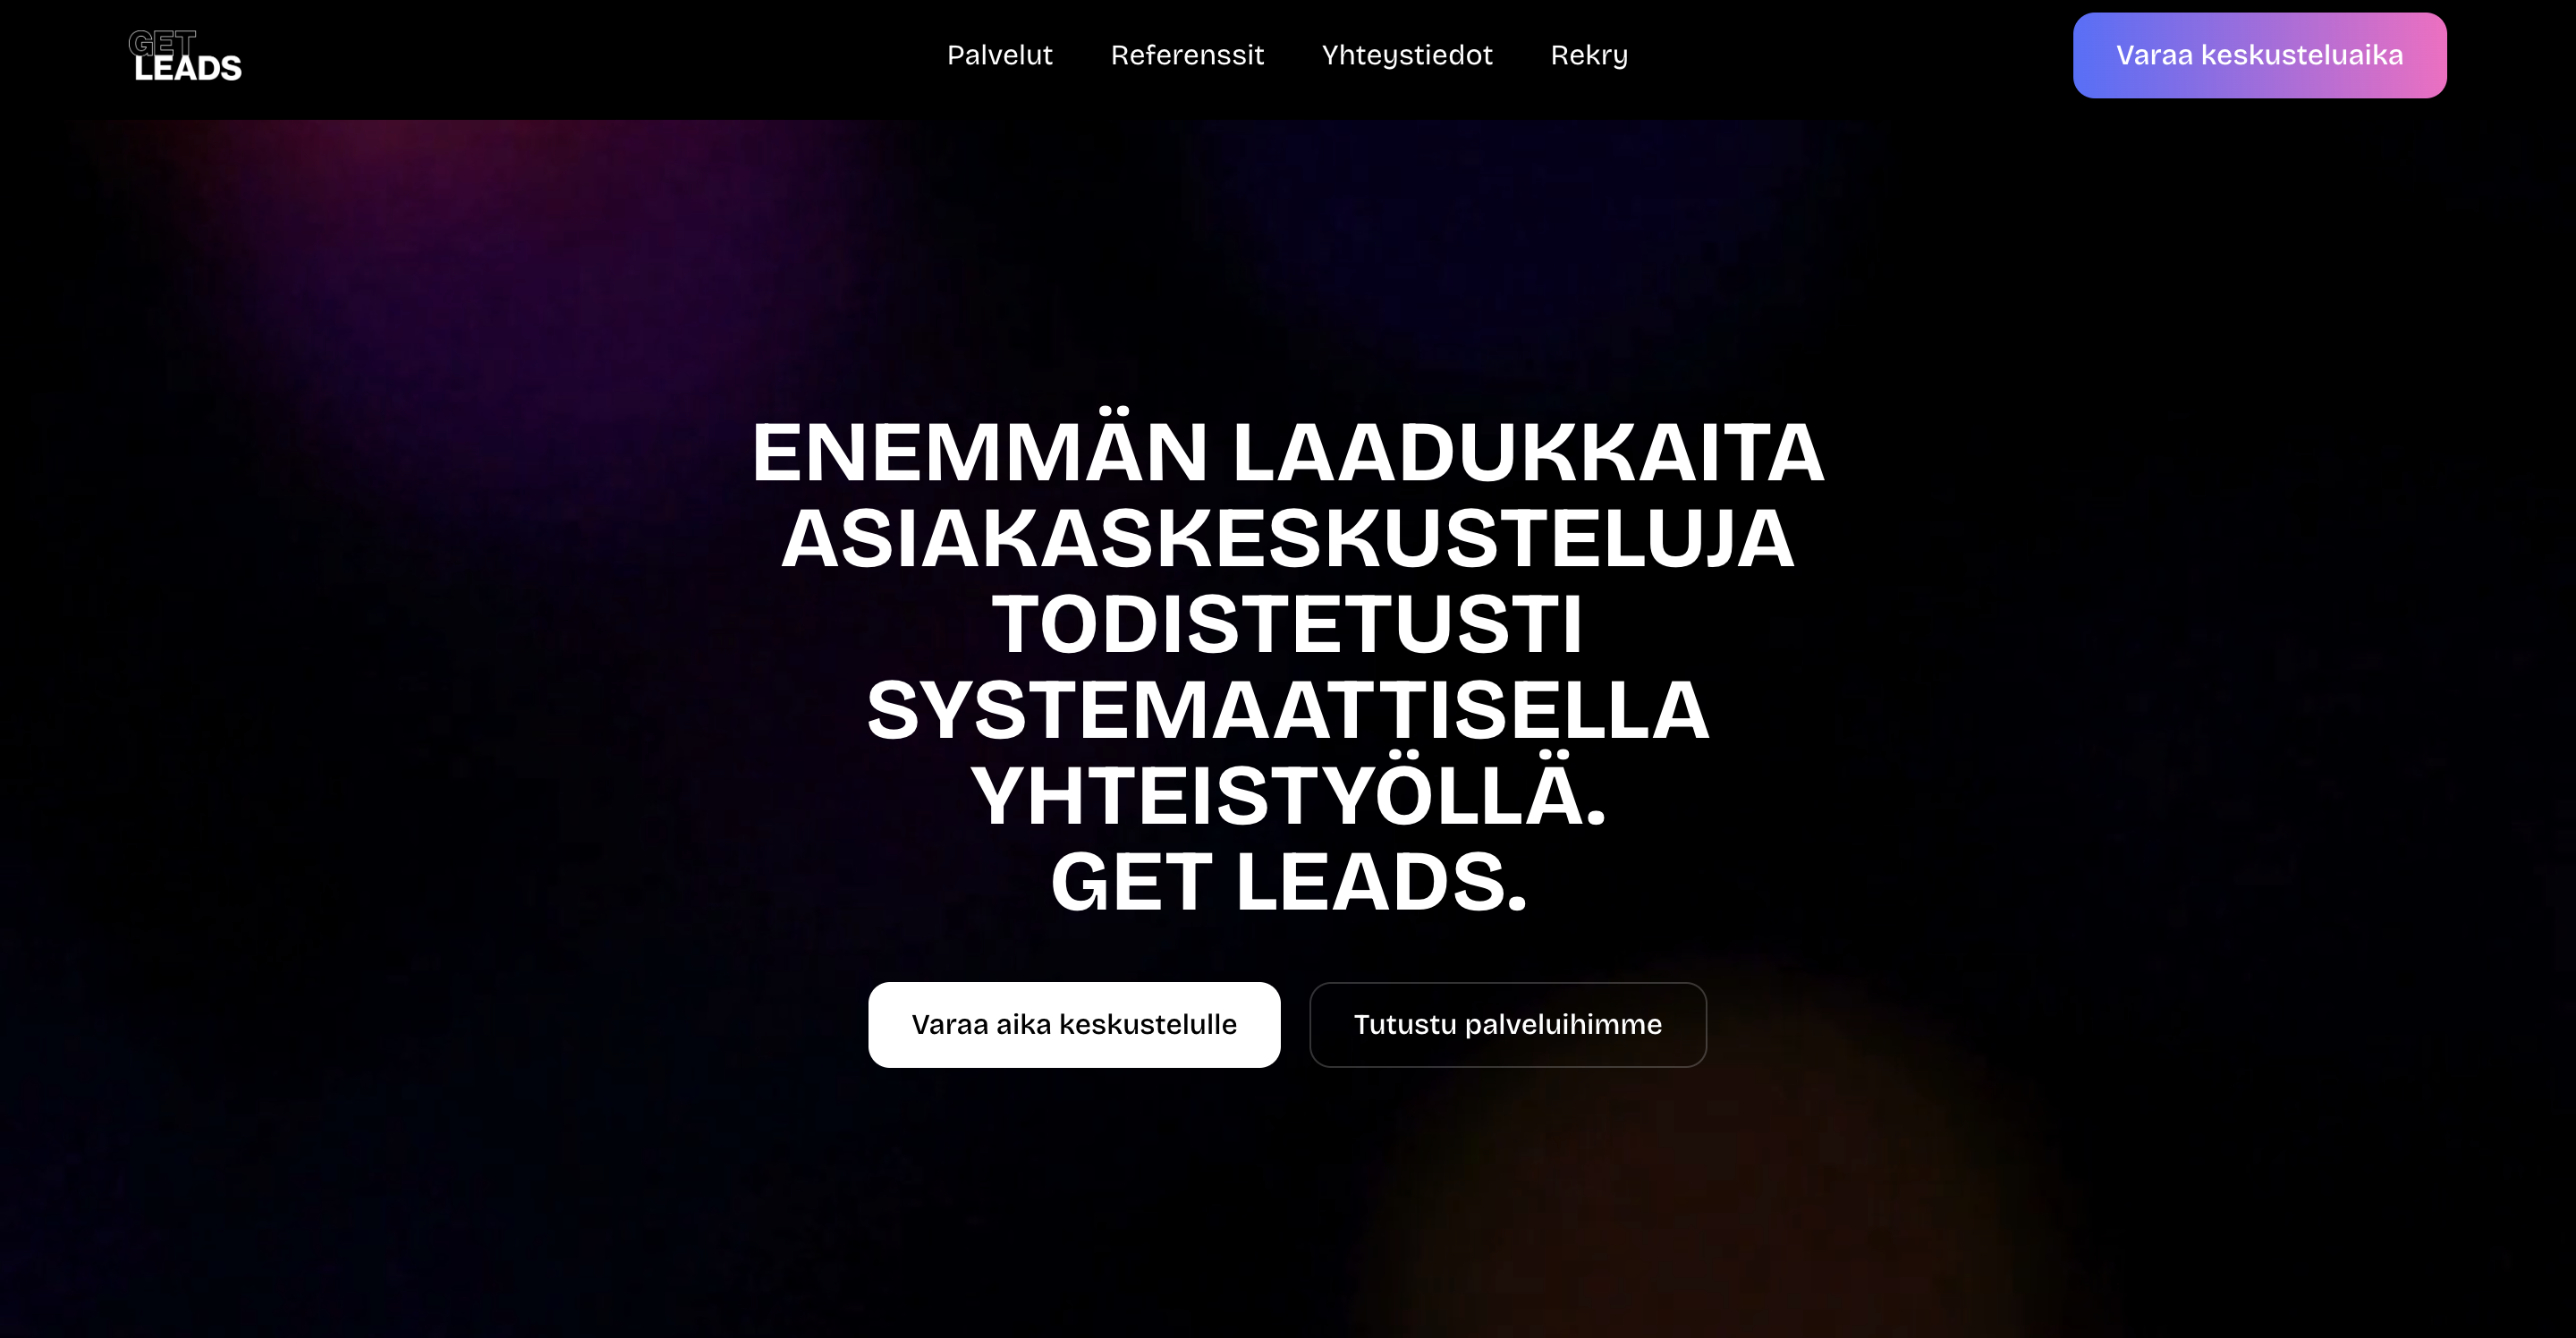 GET
LEADS
Palvelut
Referenssit
Yhteystiedot
Rekry
Varaa keskusteluaika
ENEMMÄN LAADUKKAITA
ASIAKASKESKUSTELUJA
TODISTETUSTI
SYSTEMAATTISELLA
YHTEISTYÖLLÄ.
GET LEADS.
Varaa aika keskustelulle
Tutustu palveluihimme